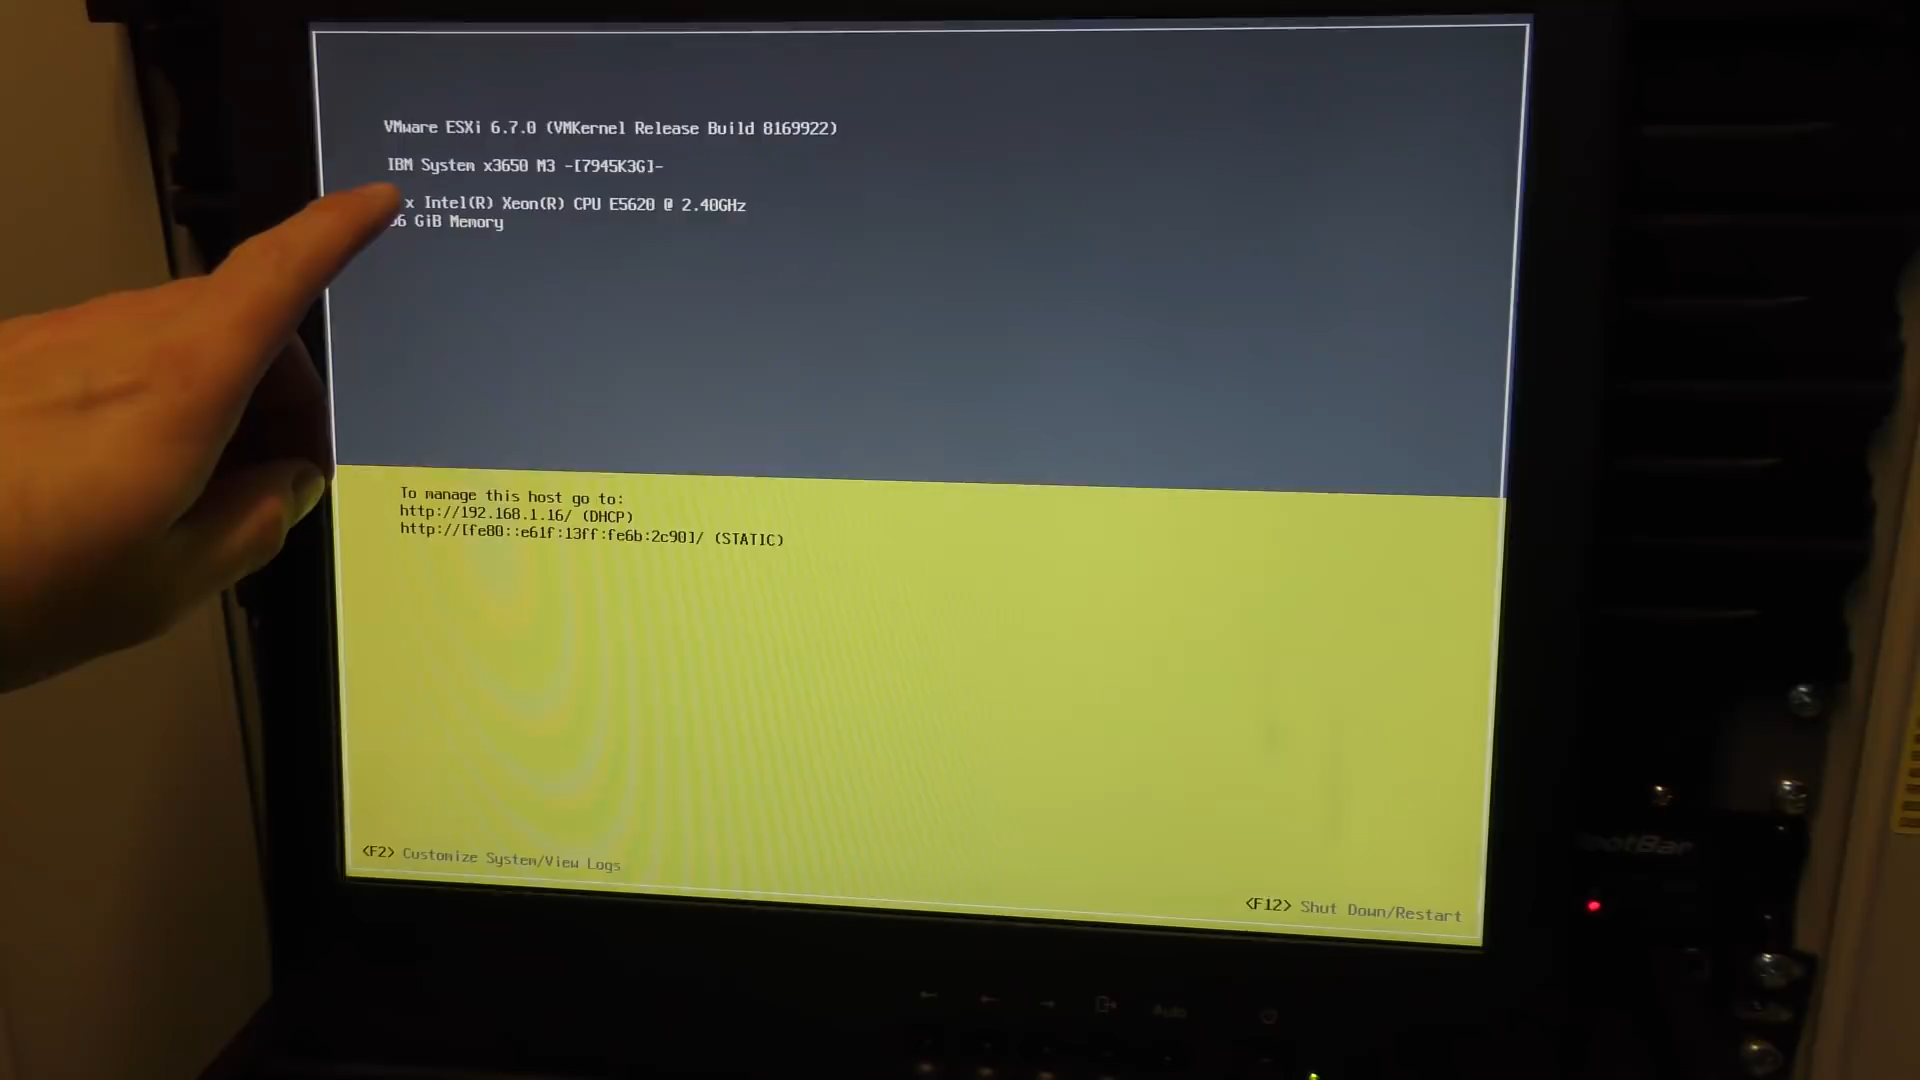 VMware ESXi 6.7.0 (VMKernel Release Build 8169922)
IBM System x3650 M3 -[7945K3G]-
x Intel(R) Xeon(R) CPU E5620 @ 2.40GHz
6 GiB Memory
To manage this host go to:
http://192.168.1.16/ (DHCP)
http://[fe80::e61f:13ff:fe6b:2c90]/ (STATIC)
<F2> Customize System/View Logs
<F12> Shut Down/Restart
Auto